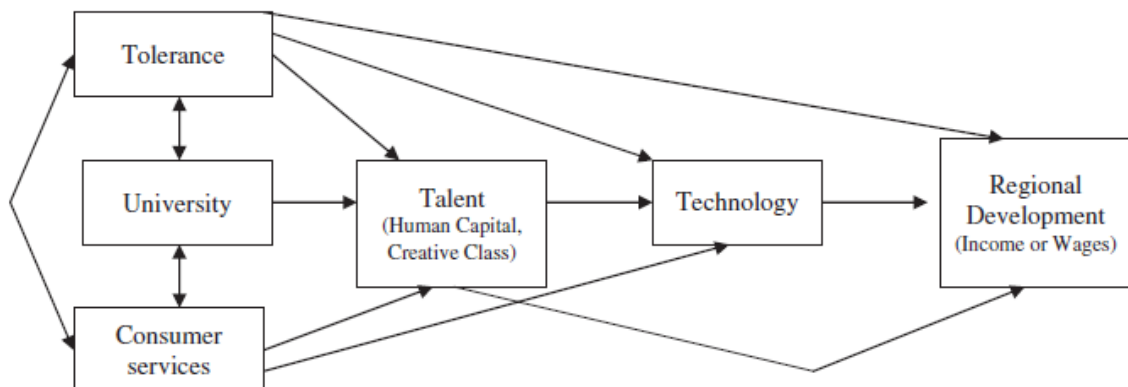 Tolerance
University
Consumer
services
Talent
(Human Capital,
Creative Class)
Technology
Regional
Development
(Income or Wages)